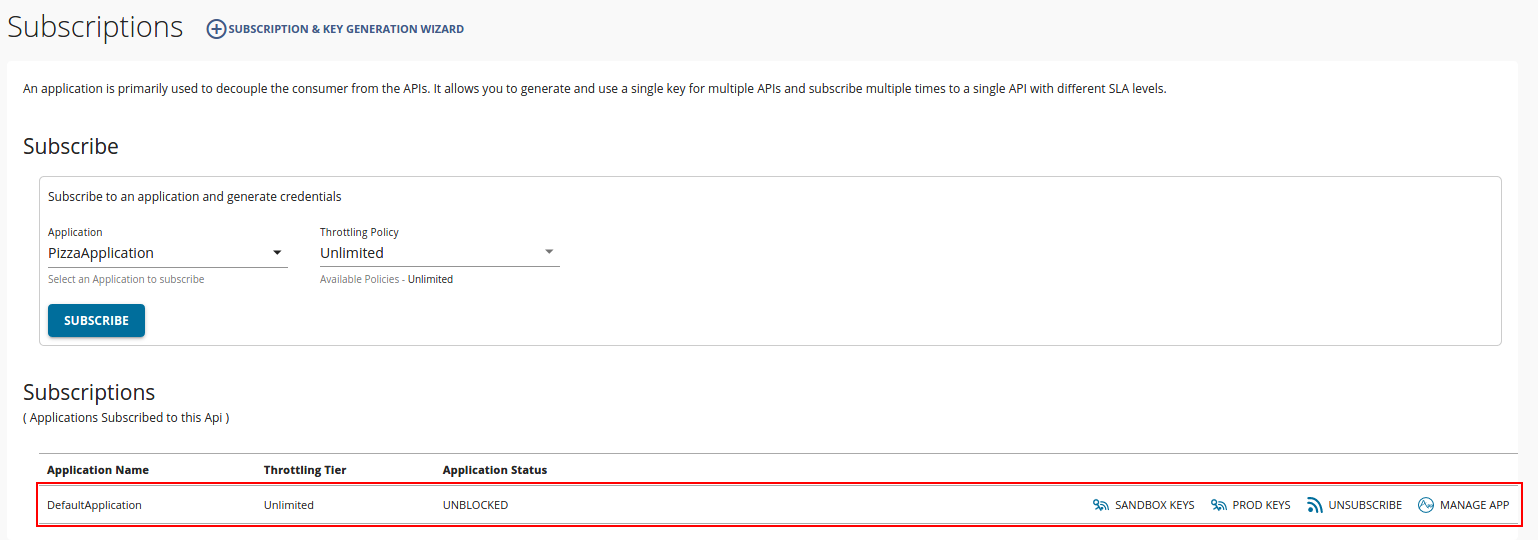 Subscriptions
SUBSCRIPTION & KEY GENERATION WIZARD
An application is primarily used to decouple the consumer from the APIs. It allows you to generate and use a single key for multiple APIs and subscribe multiple times to a single API with different SLA levels.
Subscribe
Subscribe to an application and generate credentials
Application
Throttling Policy
PizzaApplication
Unlimited
Select an Application to subscribe
Available Policies - Unlimited
SUBSCRIBE
Subscriptions
( Applications Subscribed to this Api )
Application Name Throttling Tier Application Status
DefaultApplication Unlimited UNBLOCKED SANDBOX KEYS PROD KEYS UNSUBSCRIBE MANAGE APP